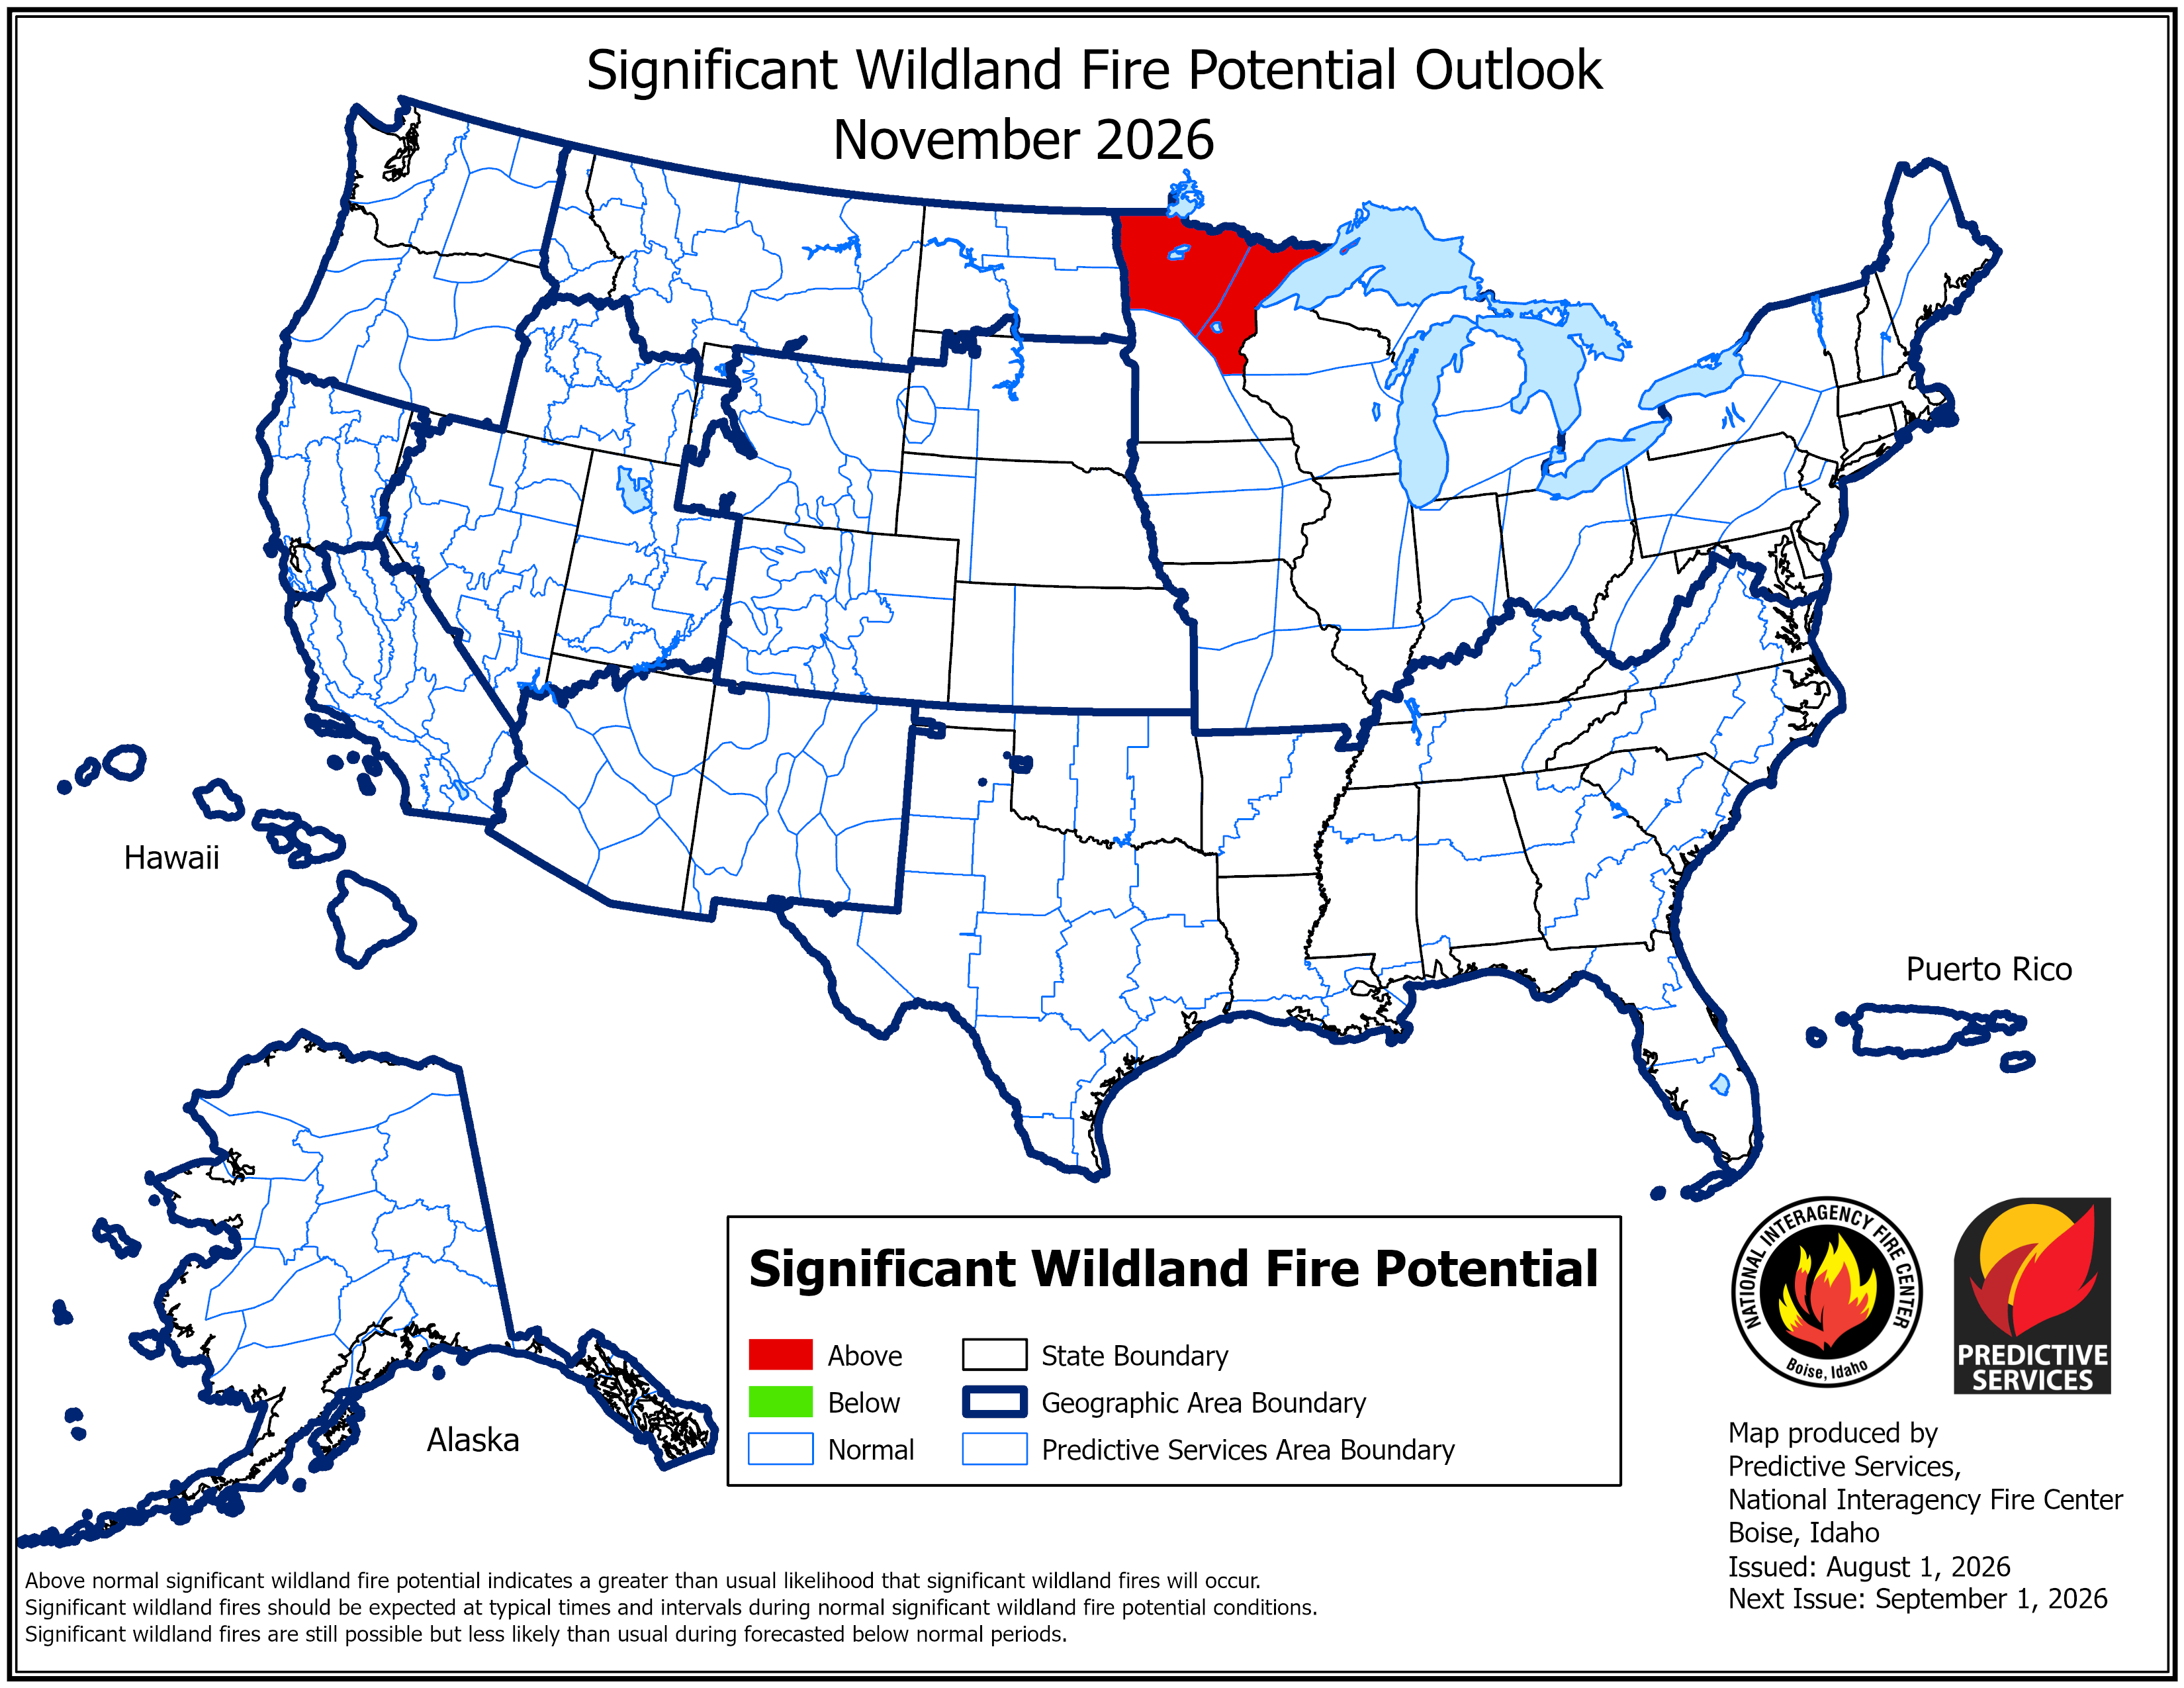 Significant Wildland Fire Potential Outlook
November 2026
Hawaii
Puerto Rico
Alaska
Significant Wildland Fire Potential
Above
State Boundary
Below
Geographic Area Boundary
Normal
Predictive Services Area Boundary
NATIONAL INTERAGENCY FIRE CENTER
Boise, Idaho
PREDICTIVE
SERVICES
Map produced by
Predictive Services,
National Interagency Fire Center
Boise, Idaho
Issued: August 1, 2026
Next Issue: September 1, 2026
Above normal significant wildland fire potential indicates a greater than usual likelihood that significant wildland fires will occur.
Significant wildland fires should be expected at typical times and intervals during normal significant wildland fire potential conditions.
Significant wildland fires are still possible but less likely than usual during forecasted below normal periods.